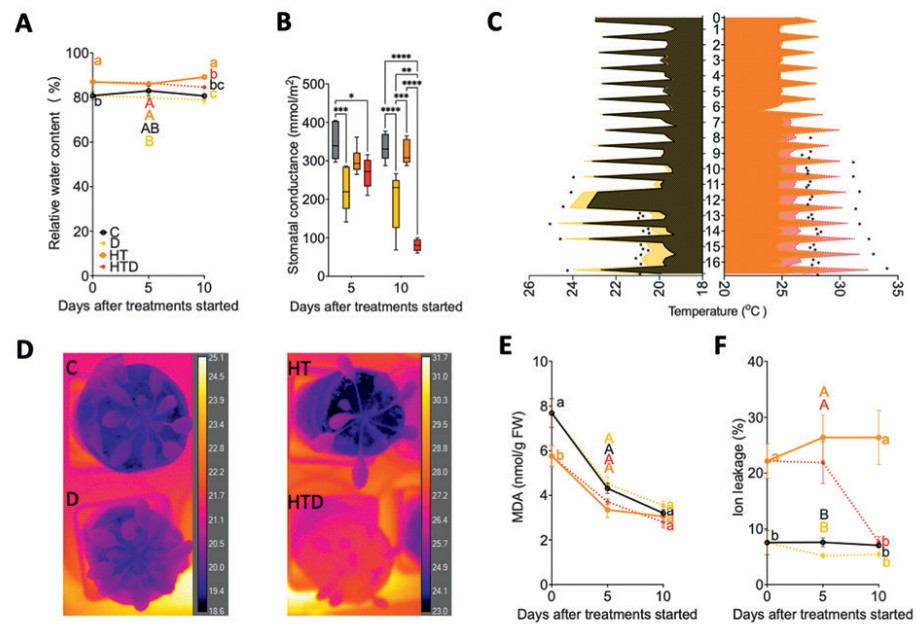 A
100
80
60
40
20
0
Relative water content (%)
a
b
A
A
AB
B
a
b
bc
c
C
D
HT
HTD
0
5
10
Days after treatments started
B
500
400
300
200
100
0
Stomatal conductance (mmol/m²)
***
*
****
**
***
****
****
5
10
Days after treatments started
C
0
1
2
3
4
5
6
7
8
9
10
11
12
13
14
15
16
26
24
22
20
18
20
25
30
35
Temperature (°C)
D
C
D
25.1
24.5
23.9
23.3
22.7
22.1
21.7
20.9
20.5
19.8
19.4
18.6
HT
HTD
31.7
31.0
30.1
29.5
28.9
28.0
27.2
26.4
25.6
24.8
24.1
23.0
E
10
8
6
4
2
0
MDA (nmol/g FW)
a
b
A
A
A
A
a
a
a
a
0
5
10
Days after treatments started
F
40
30
20
10
0
Ion leakage (%)
a
b
A
A
B
B
a
b
b
b
0
5
10
Days after treatments started